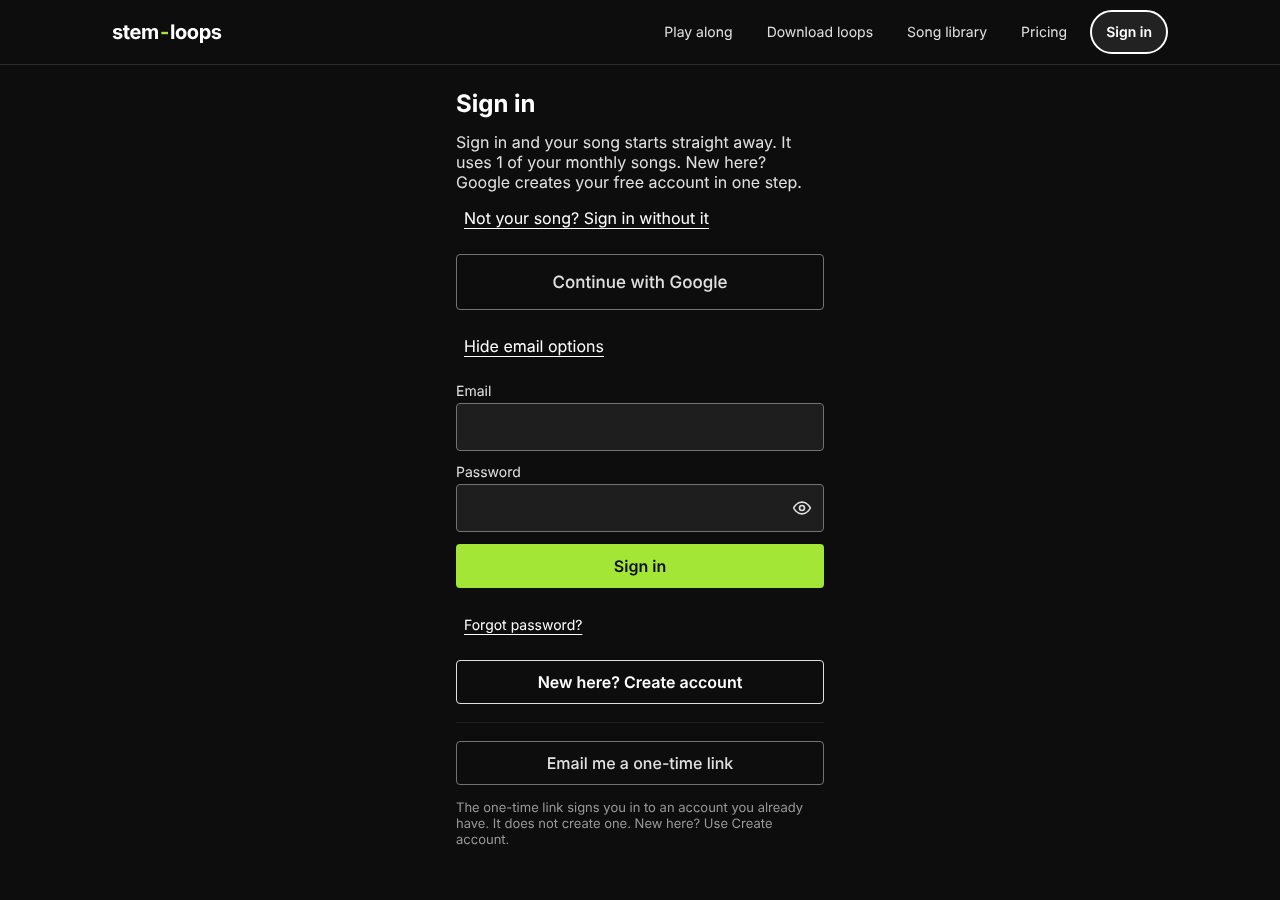 stem-loops
Play along
Download loops
Song library
Pricing
Sign in
Sign in
Sign in and your song starts straight away. It
uses 1 of your monthly songs. New here?
Google creates your free account in one step.
Not your song? Sign in without it
Continue with Google
Hide email options
Email
Password
Sign in
Forgot password?
New here? Create account
Email me a one-time link
The one-time link signs you in to an account you already
have. It does not create one. New here? Use Create
account.